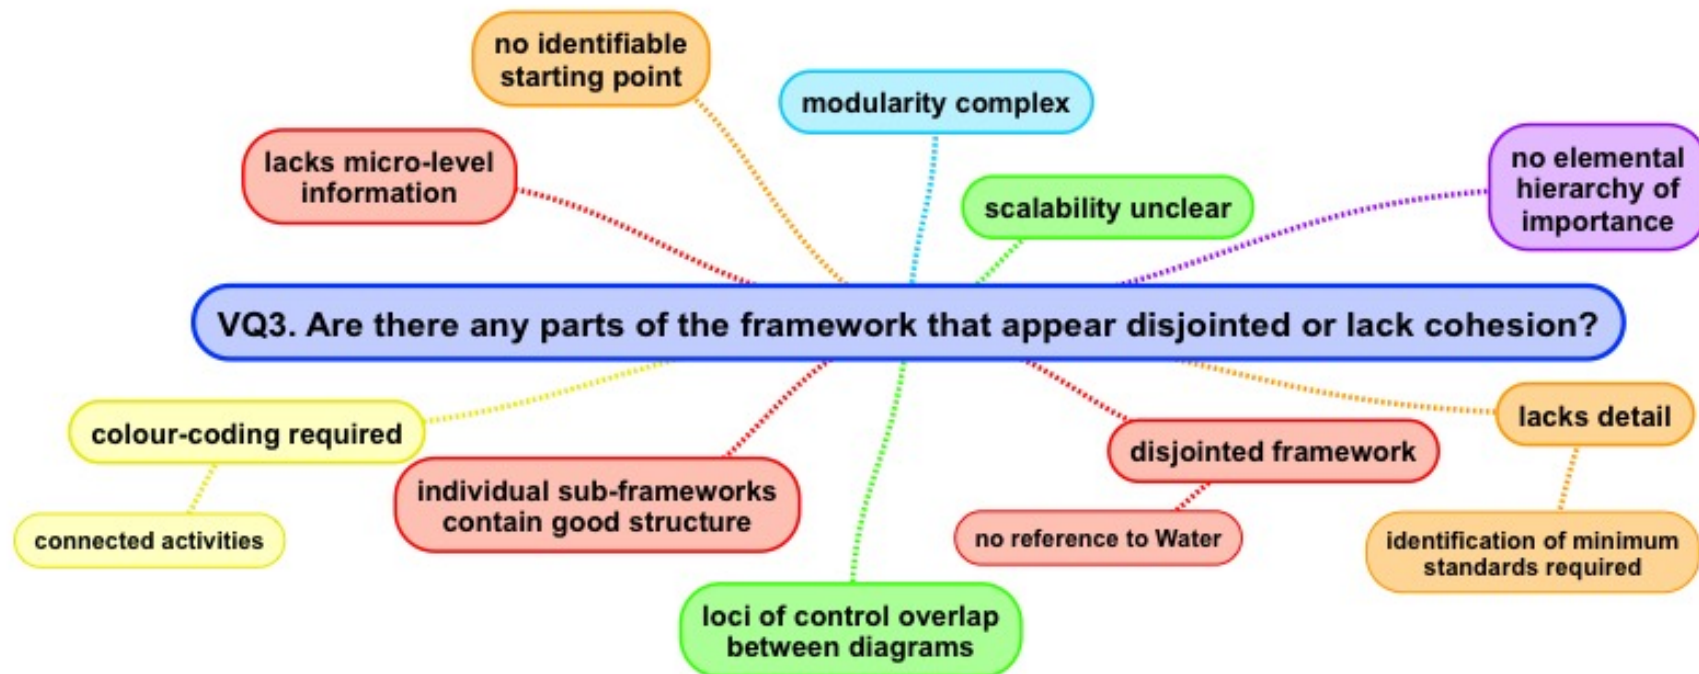 no identifiable
starting point
modularity complex
lacks micro-level
information
no elemental
hierarchy of
importance
scalability unclear
VQ3. Are there any parts of the framework that appear disjointed or lack cohesion?
colour-coding required
connected activities
individual sub-frameworks
contain good structure
loci of control overlap
between diagrams
disjointed framework
no reference to Water
lacks detail
identification of minimum
standards required